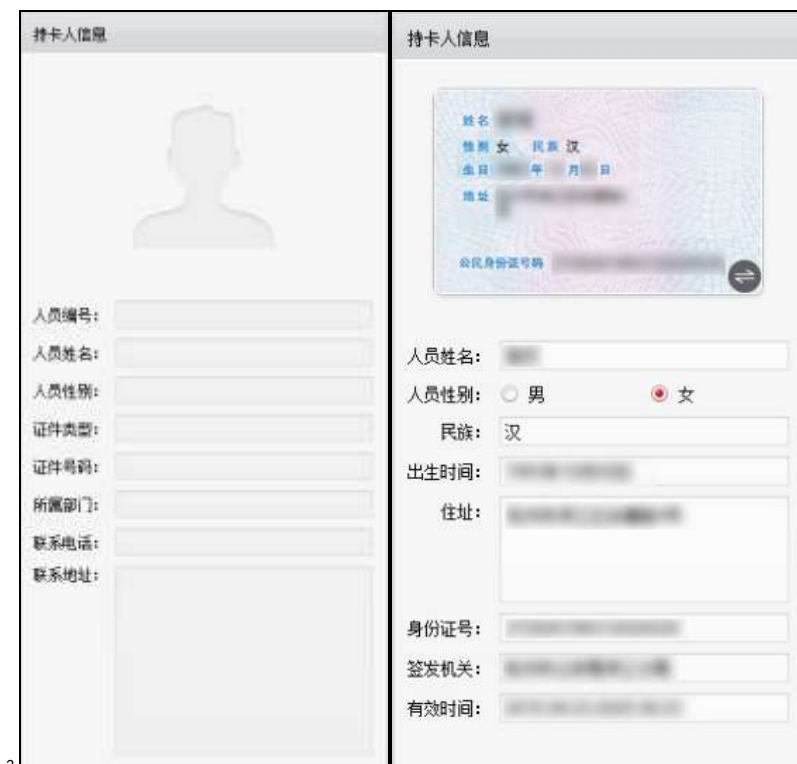 持卡人信息
人员编号：
人员姓名：
人员性别：
证件类型：
证件号码：
所属部门：
联系电话：
联系地址：
持卡人信息
姓名
性别 女 民族 汉
生日 年 月 日
地址
公民身份证号码
人员姓名：
人员性别： 男 女
民族： 汉
出生时间：
住址：
身份证号：
签发机关：
有效时间：